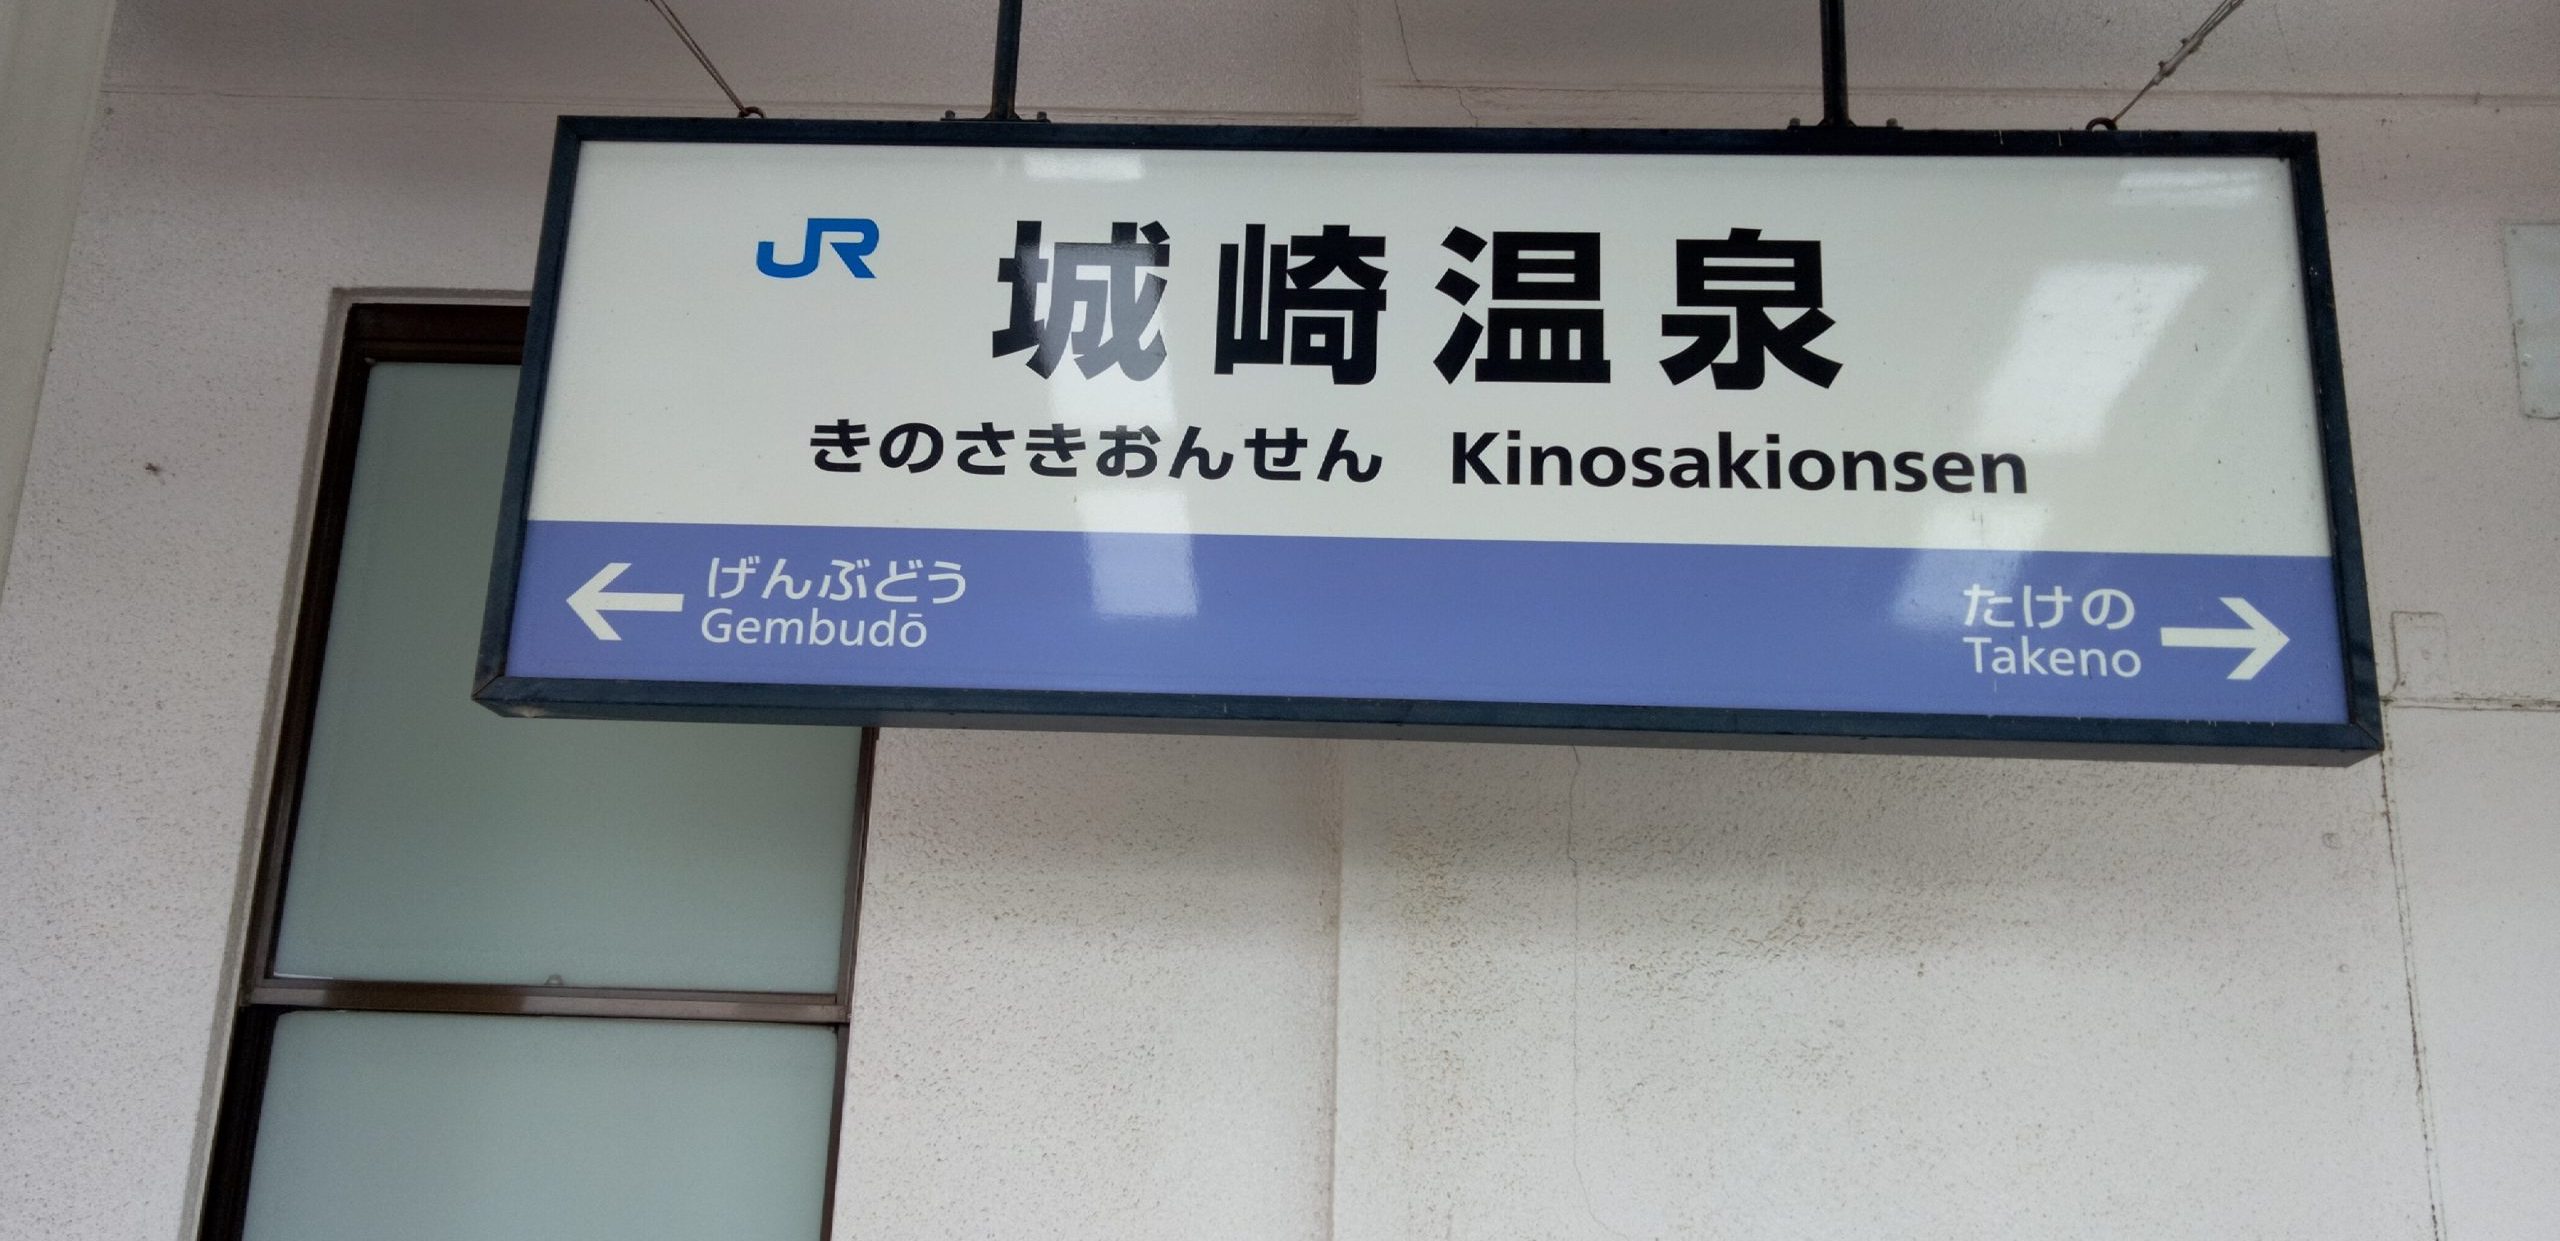 JR 城崎温泉
きのさきおんせん Kinosakionsen
← げんぶどう
Gembudō
たけの →
Takeno